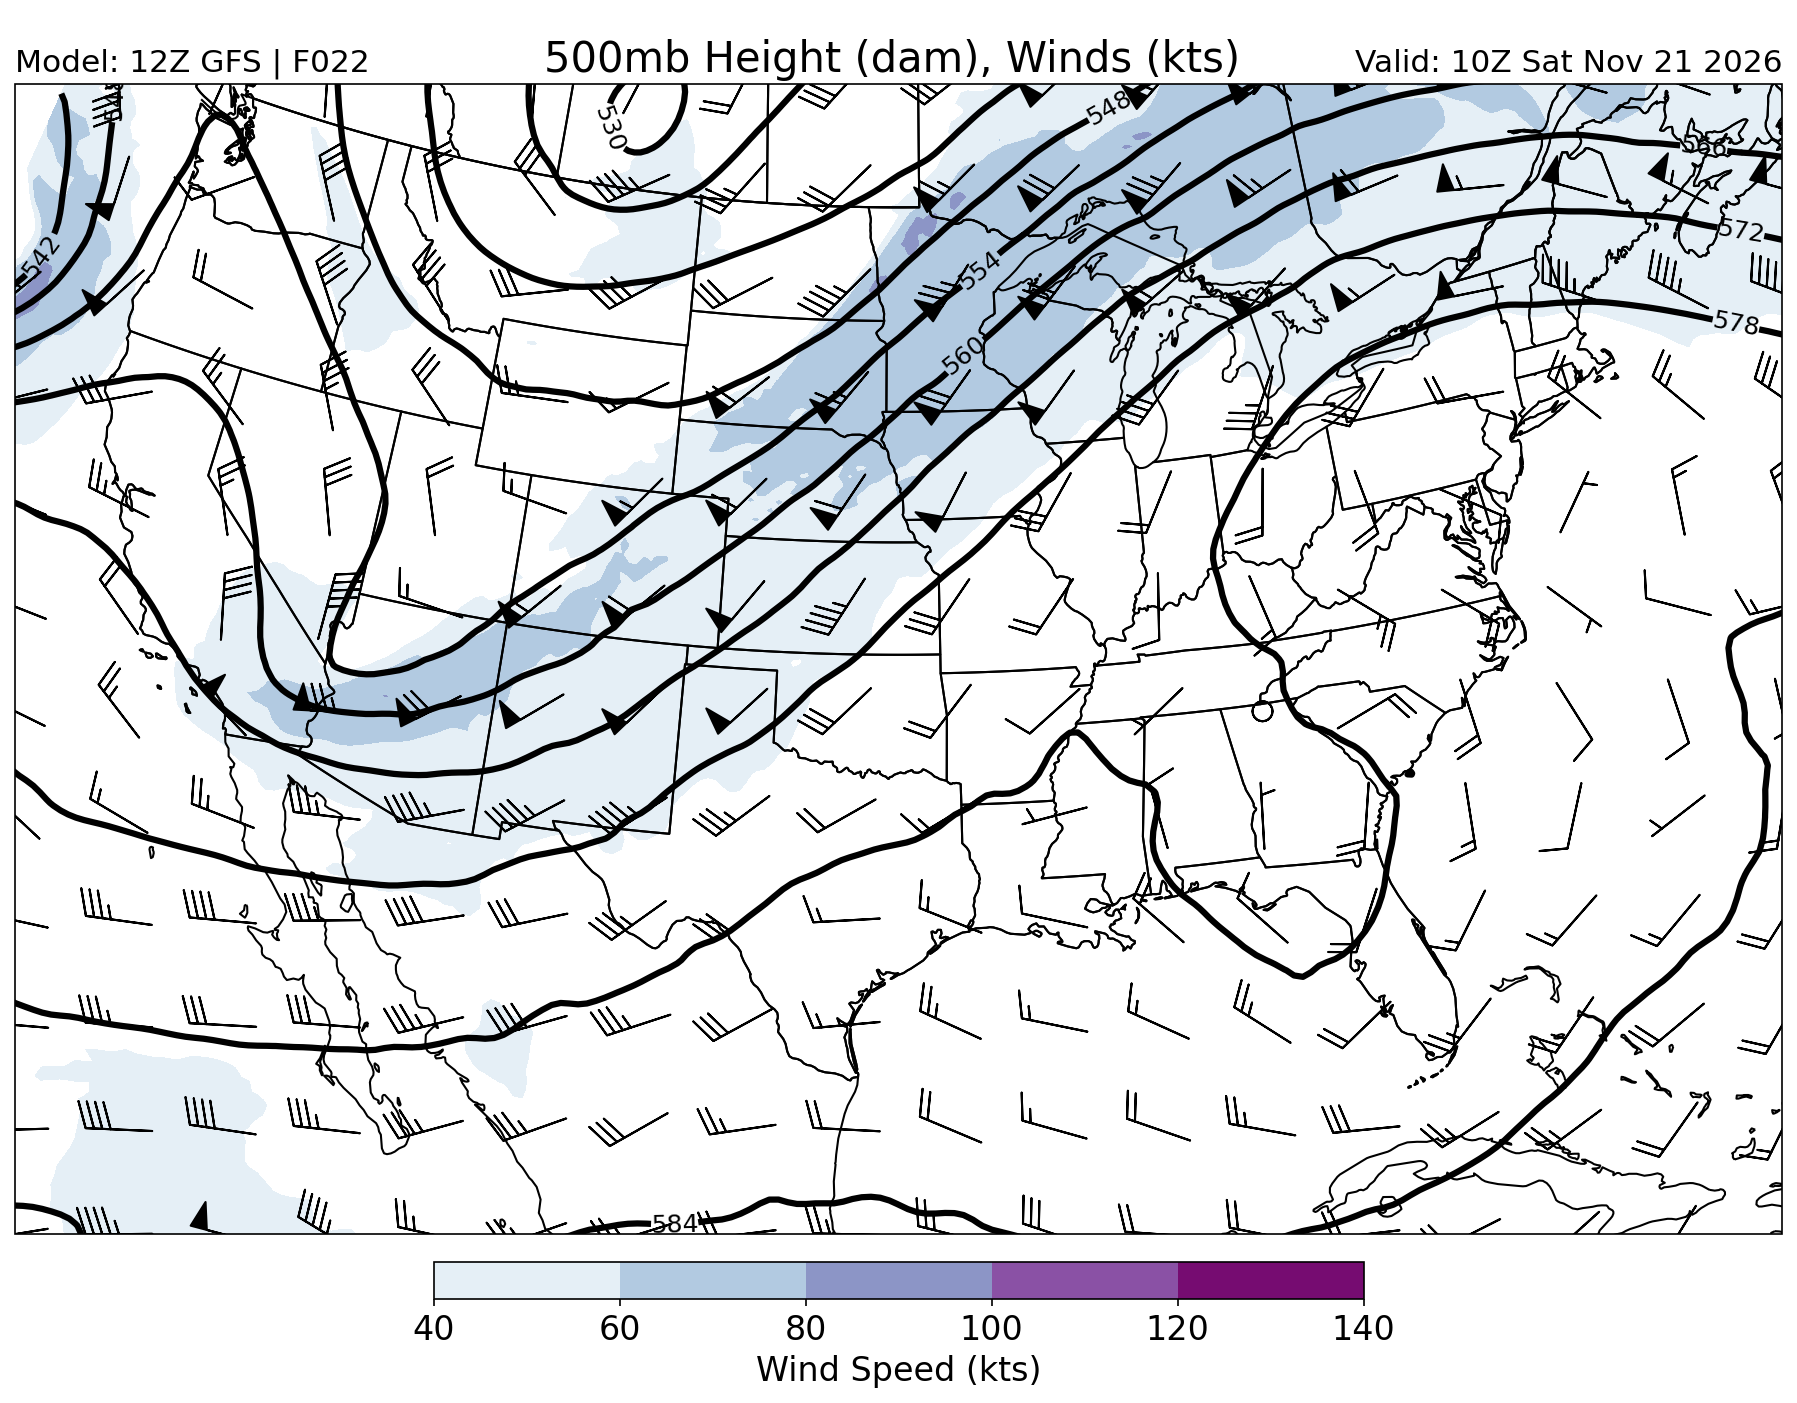 Model: 12Z GFS | F022
500mb Height (dam), Winds (kts)
Valid: 10Z Sat Nov 21 2026
530
548
566
542
554
572
560
578
584
40 60 80 100 120 140
Wind Speed (kts)